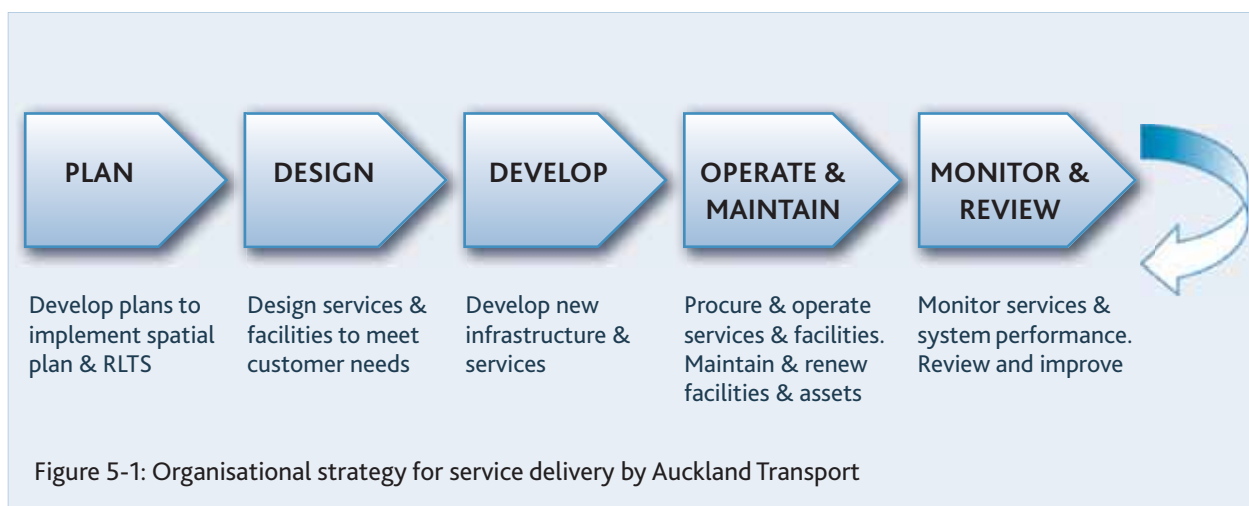 PLAN
DESIGN
DEVELOP
OPERATE &
MAINTAIN
MONITOR &
REVIEW
Develop plans to
implement spatial
plan & RLTS
Design services &
facilities to meet
customer needs
Develop new
infrastructure &
services
Procure & operate
services & facilities.
Maintain & renew
facilities & assets
Monitor services &
system performance.
Review and improve
Figure 5-1: Organisational strategy for service delivery by Auckland Transport